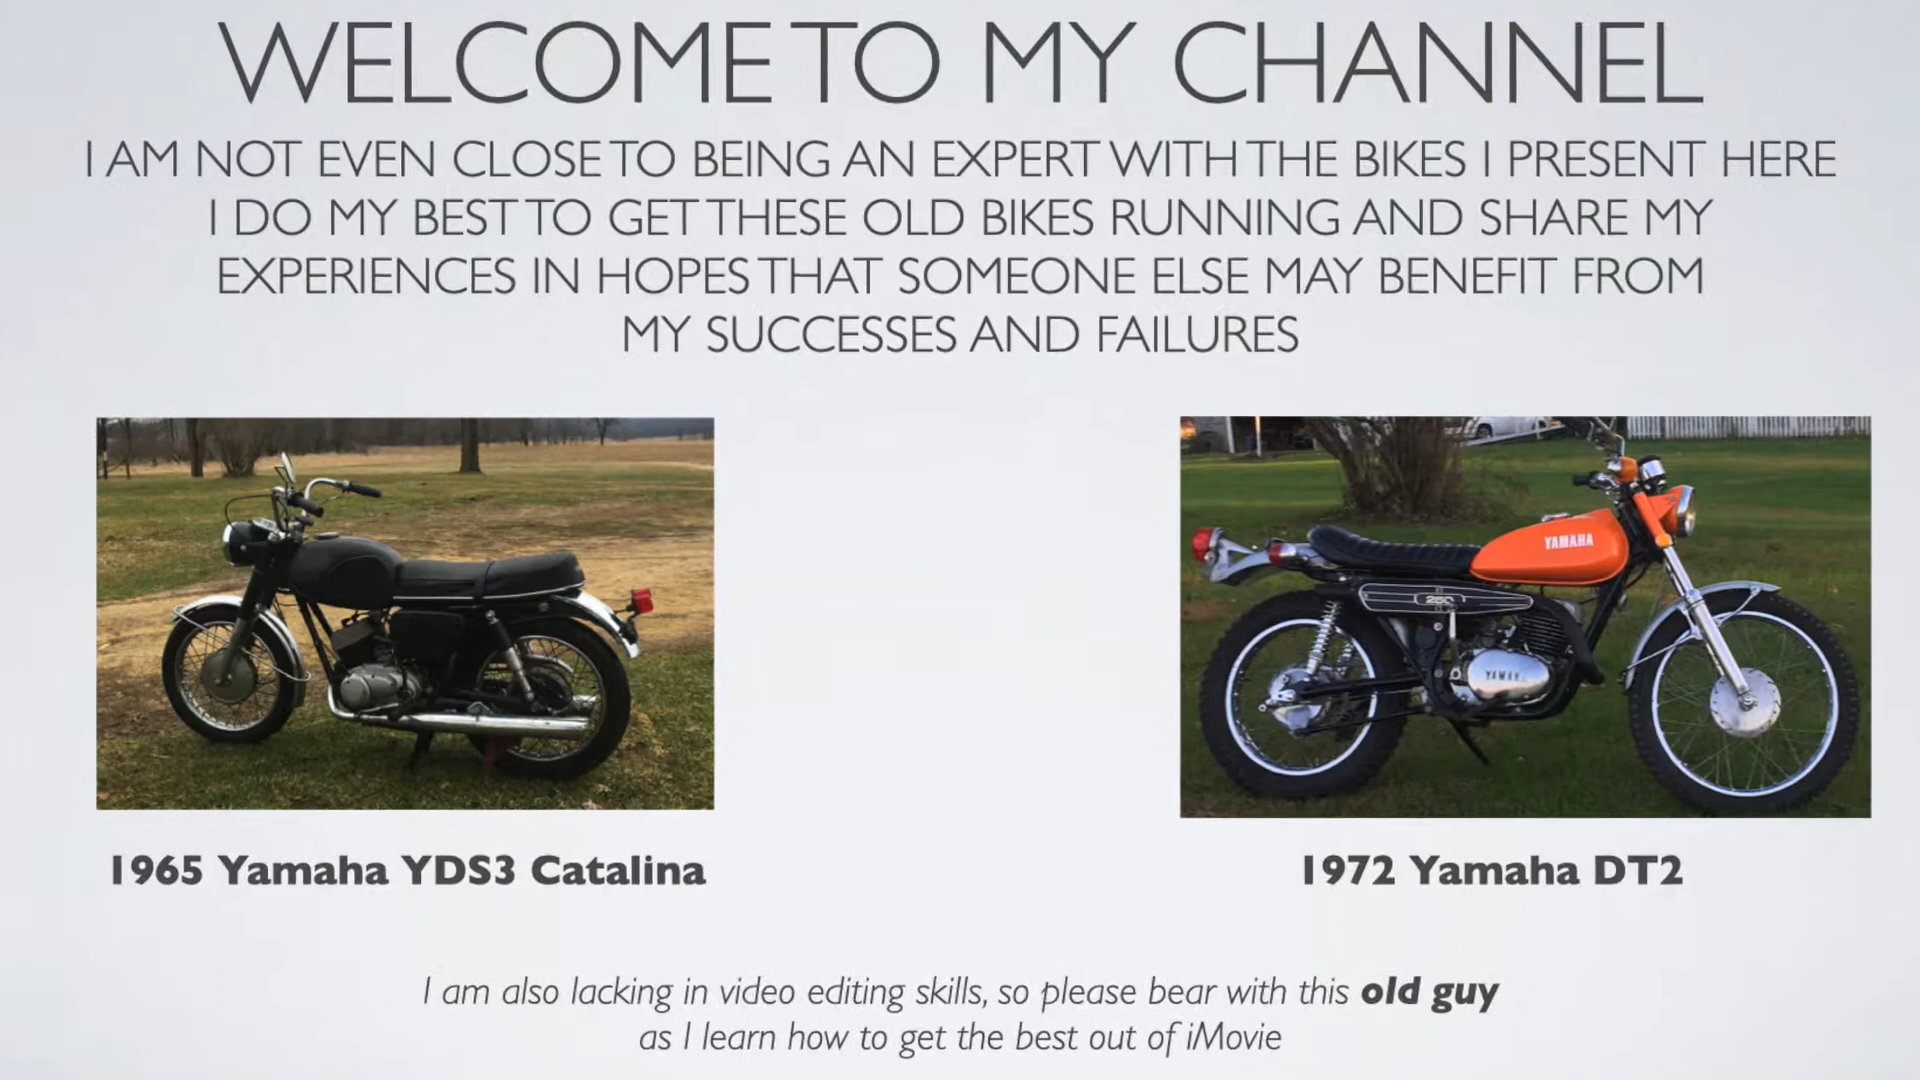 WELCOME TO MY CHANNEL
I AM NOT EVEN CLOSE TO BEING AN EXPERT WITH THE BIKES I PRESENT HERE
I DO MY BEST TO GET THESE OLD BIKES RUNNING AND SHARE MY
EXPERIENCES IN HOPES THAT SOMEONE ELSE MAY BENEFIT FROM
MY SUCCESSES AND FAILURES
YAMAHA
250
YAMAHA
1965 Yamaha YDS3 Catalina
1972 Yamaha DT2
I am also lacking in video editing skills, so please bear with this old guy
as I learn how to get the best out of iMovie